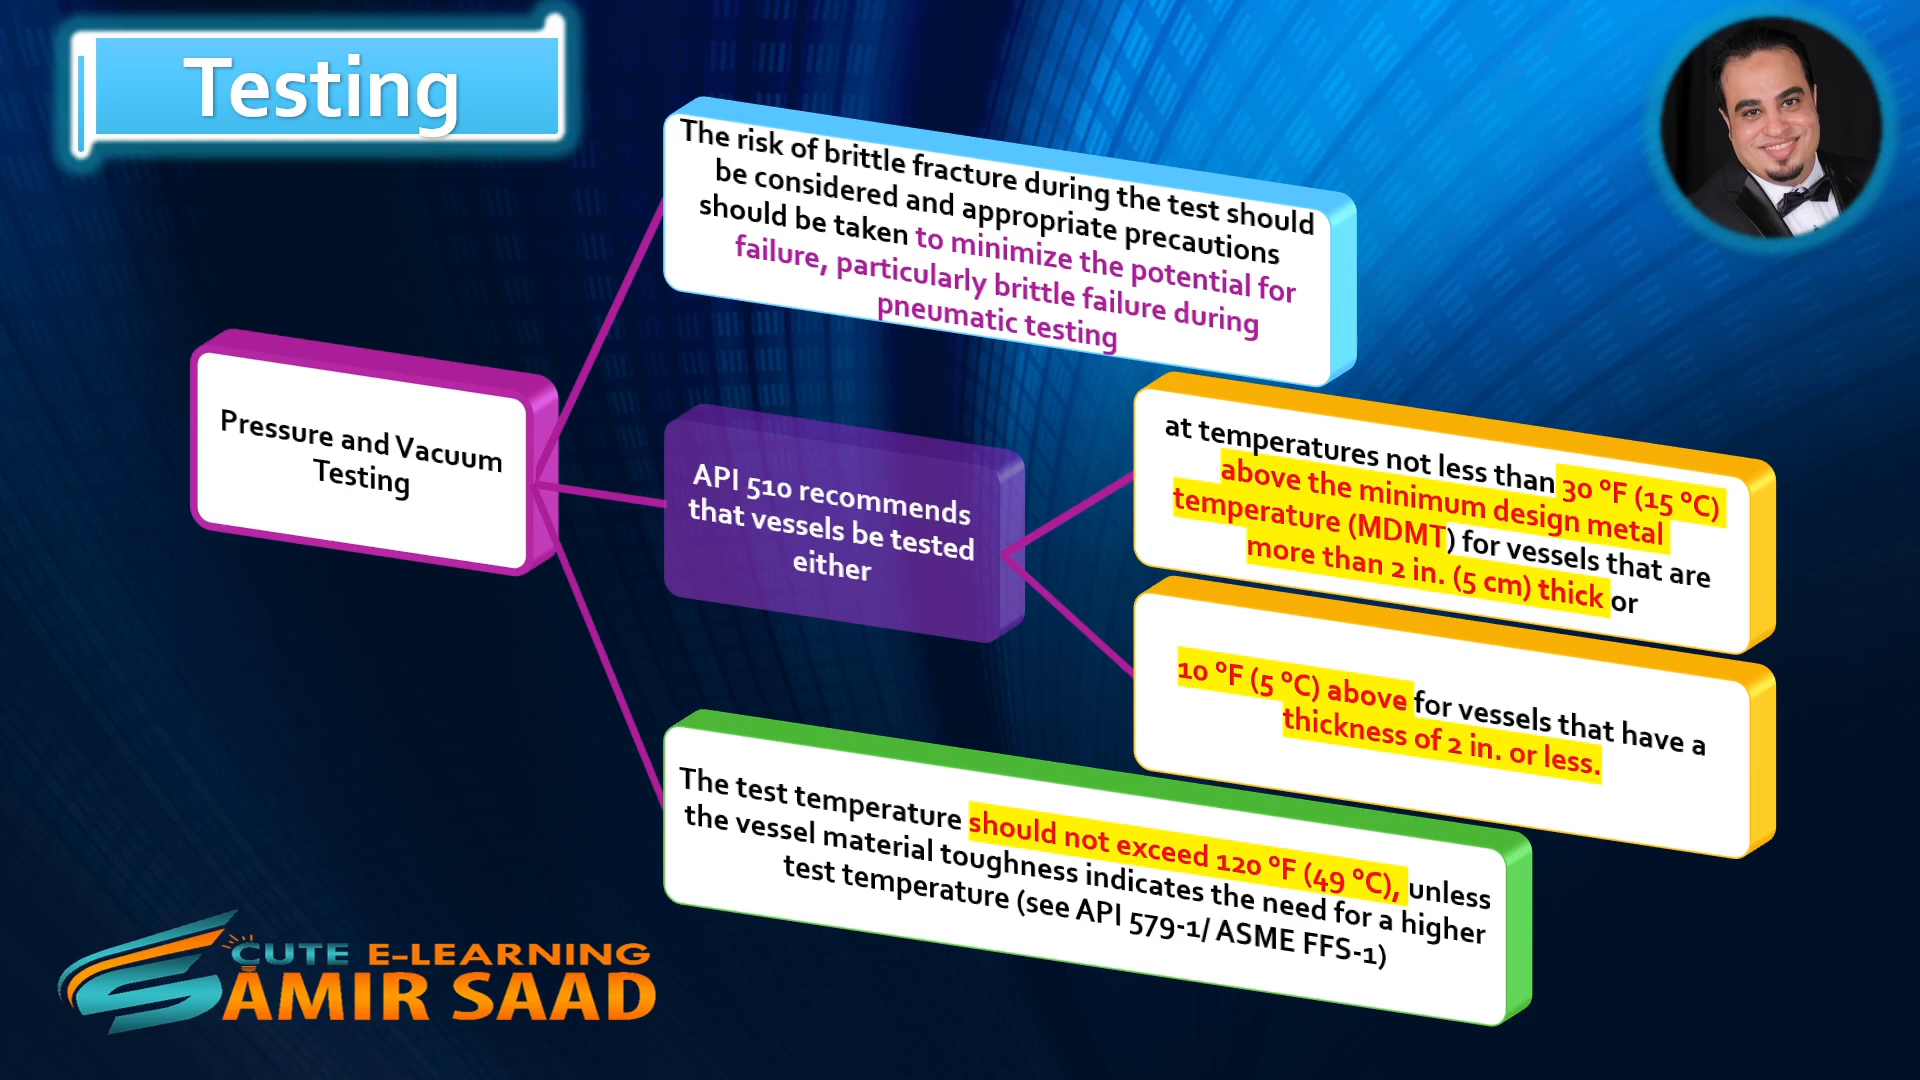 Testing
The risk of brittle fracture during the test should
be considered and appropriate precautions
should be taken to minimize the potential for
failure, particularly brittle failure during
pneumatic testing
Pressure and Vacuum
Testing
API 510 recommends
that vessels be tested
either
at temperatures not less than 30 °F (15 °C)
above the minimum design metal
temperature (MDMT) for vessels that are
more than 2 in. (5 cm) thick or
10 °F (5 °C) above for vessels that have a
thickness of 2 in. or less.
The test temperature should not exceed 120 °F (49 °C), unless
the vessel material toughness indicates the need for a higher
test temperature (see API 579-1/ ASME FFS-1)
CUTE E-LEARNING
AMIR SAAD